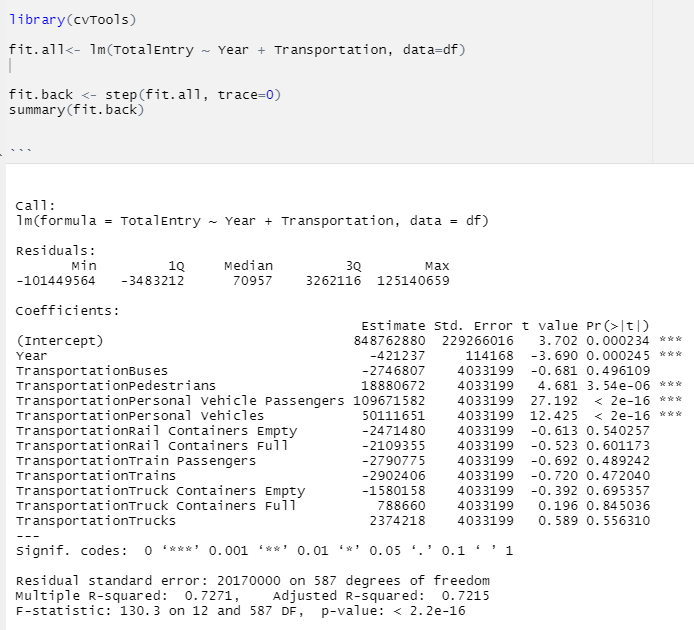 library(cvTools)
fit.all<- lm(TotalEntry ~ Year + Transportation, data=df)
fit.back <- step(fit.all, trace=0)
summary(fit.back)
```
Call:
lm(formula = TotalEntry ~ Year + Transportation, data = df)
Residuals:
       Min         1Q     Median         3Q        Max
-101449564   -3483212      70957    3262116  125140659
Coefficients:
                                           Estimate Std. Error t value Pr(>|t|)
(Intercept)                               848762880  229266016   3.702 0.000234 ***
Year                                        -421237     114168  -3.690 0.000245 ***
TransportationBuses                        -2746807    4033199  -0.681 0.496109
TransportationPedestrians                  18880672    4033199   4.681 3.54e-06 ***
TransportationPersonal Vehicle Passengers 109671582    4033199  27.192  < 2e-16 ***
TransportationPersonal Vehicles            50111651    4033199  12.425  < 2e-16 ***
TransportationRail Containers Empty        -2471480    4033199  -0.613 0.540257
TransportationRail Containers Full         -2109355    4033199  -0.523 0.601173
TransportationTrain Passengers             -2790775    4033199  -0.692 0.489242
TransportationTrains                       -2902406    4033199  -0.720 0.472040
TransportationTruck Containers Empty       -1580158    4033199  -0.392 0.695357
TransportationTruck Containers Full          788660    4033199   0.196 0.845036
TransportationTrucks                        2374218    4033199   0.589 0.556310
---
Signif. codes:  0 ‘***’ 0.001 ‘**’ 0.01 ‘*’ 0.05 ‘.’ 0.1 ‘ ’ 1
Residual standard error: 20170000 on 587 degrees of freedom
Multiple R-squared:  0.7271,    Adjusted R-squared:  0.7215
F-statistic: 130.3 on 12 and 587 DF,  p-value: < 2.2e-16